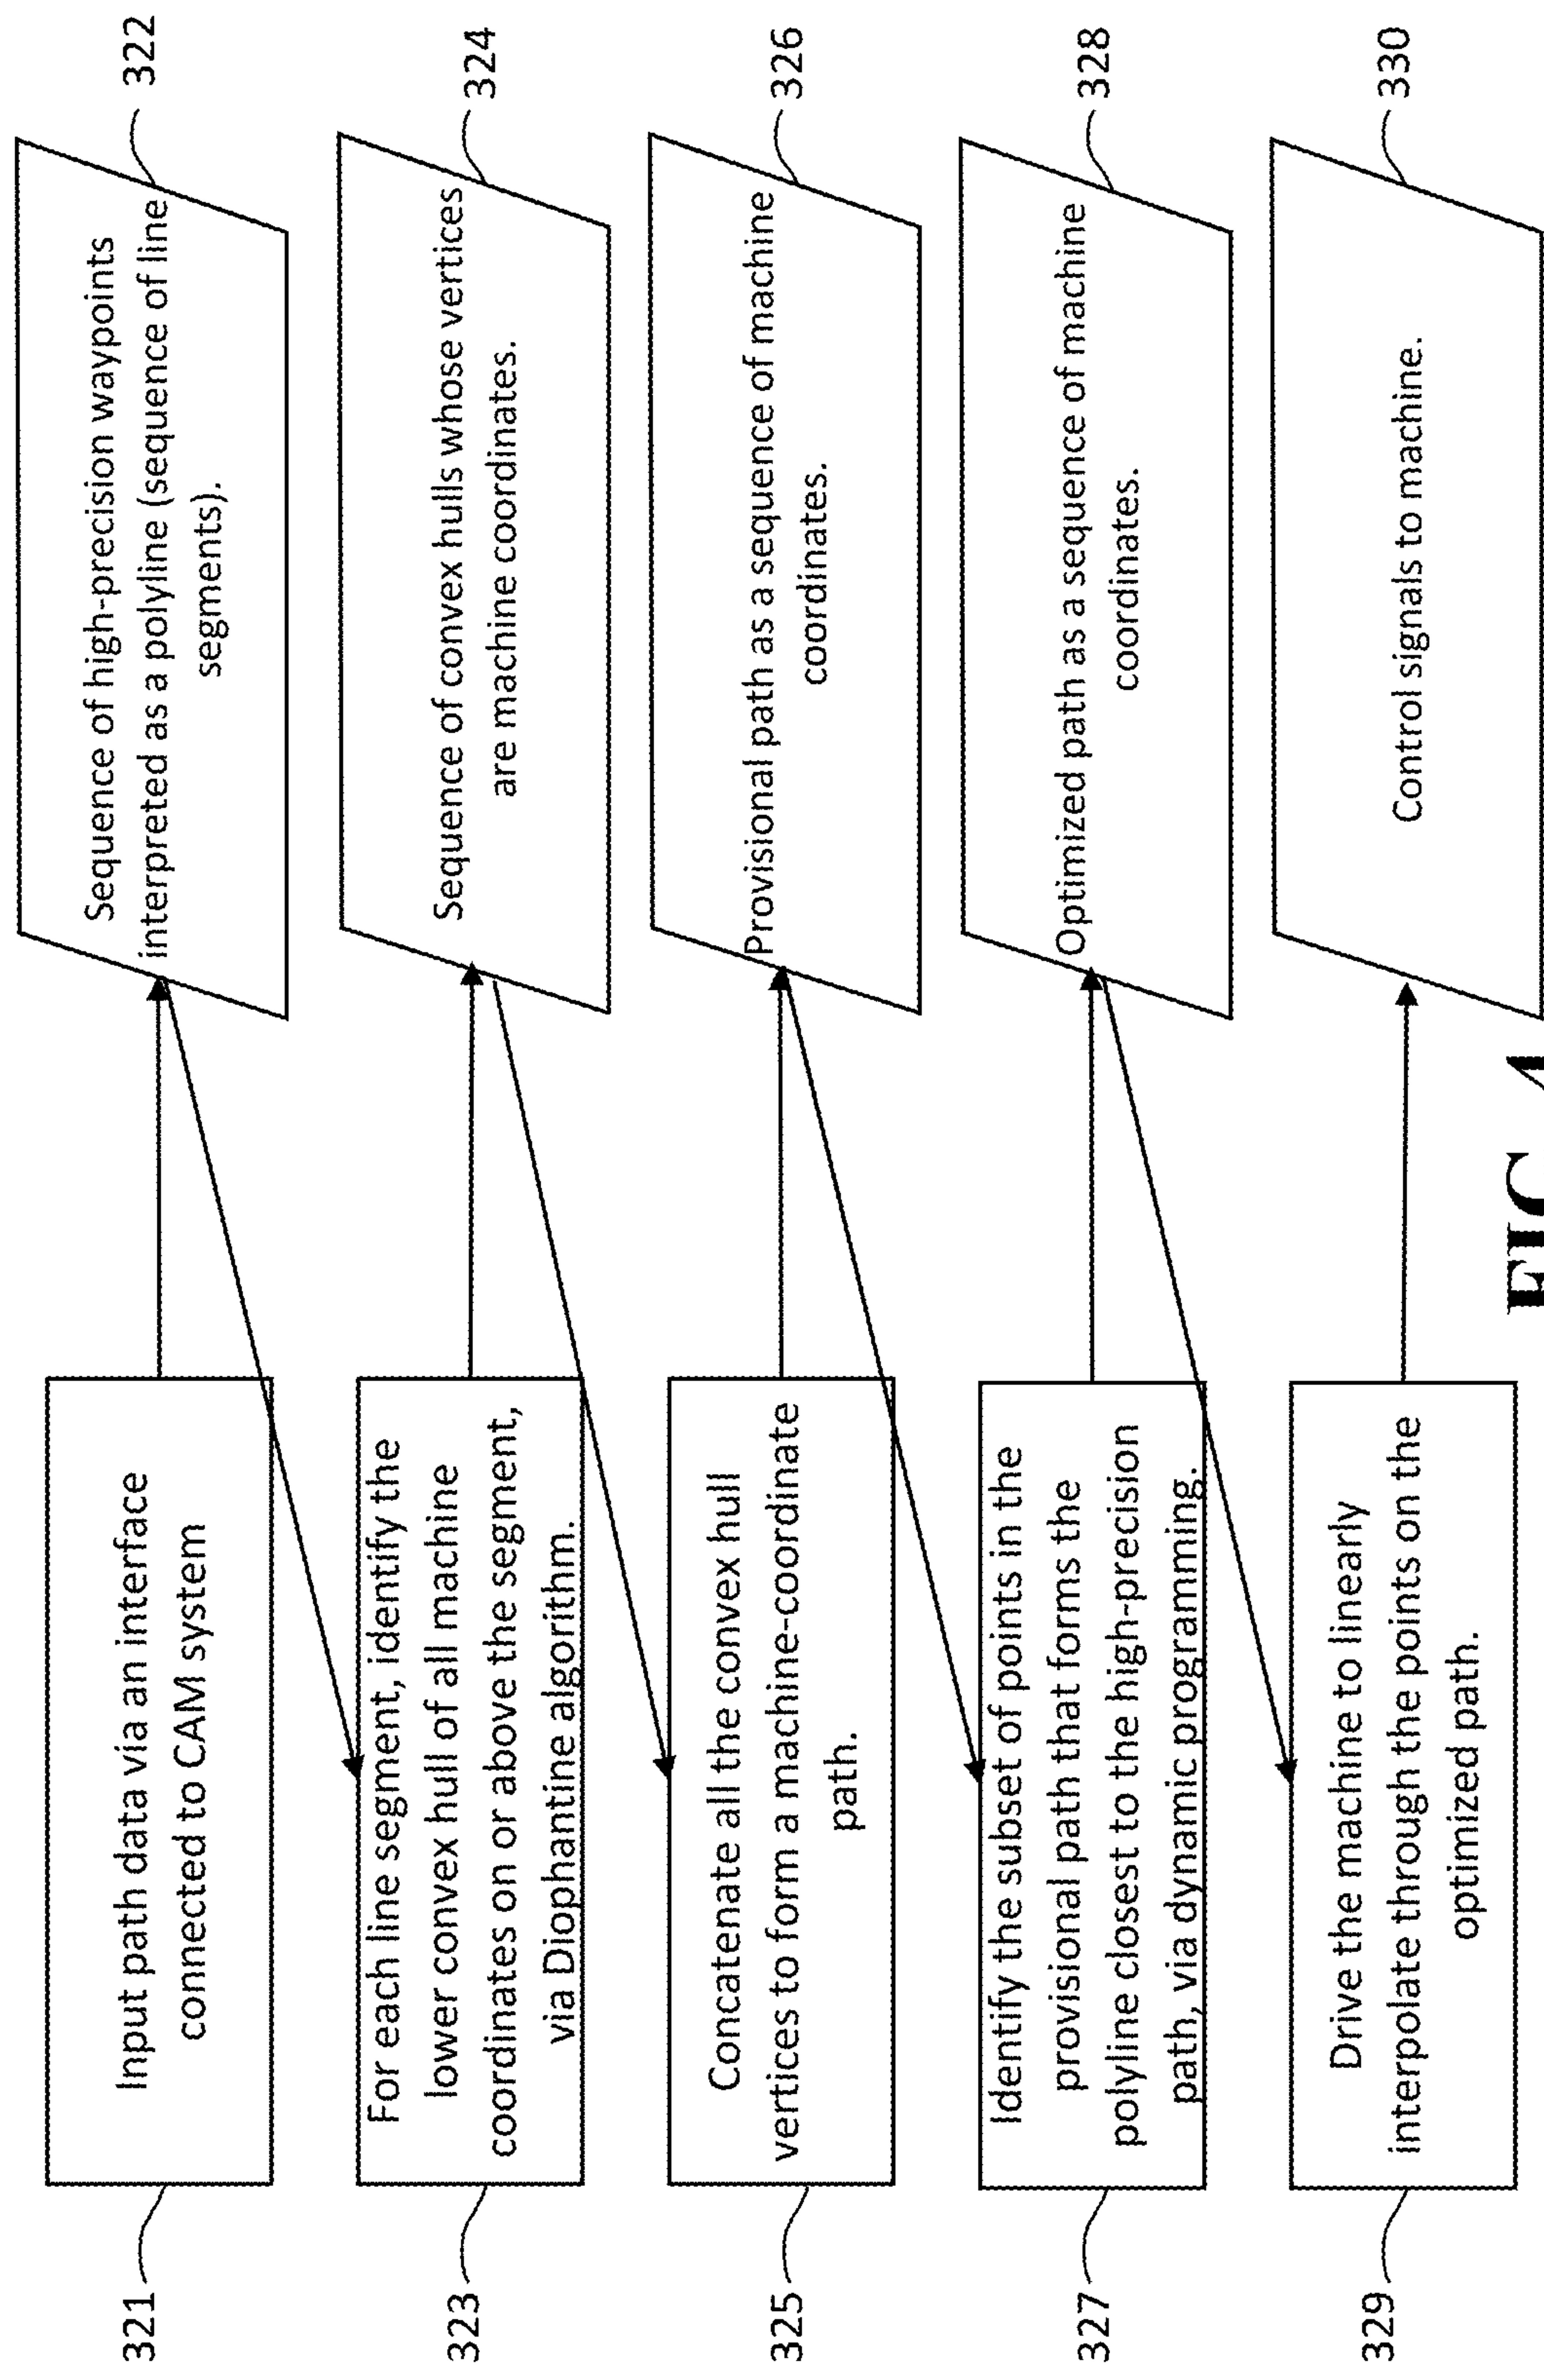 321
Input path data via an interface
connected to CAM system
Sequence of high-precision waypoints
interpreted as a polyline (sequence of line
segments).
322
323
For each line segment, identify the
lower convex hull of all machine
coordinates on or above the segment,
via Diophantine algorithm.
Sequence of convex hulls whose vertices
are machine coordinates.
324
325
Concatenate all the convex hull
vertices to form a machine-coordinate
path.
Provisional path as a sequence of machine
coordinates.
326
327
Identify the subset of points in the
provisional path that forms the
polyline closest to the high-precision
path, via dynamic programming.
Optimized path as a sequence of machine
coordinates.
328
329
Drive the machine to linearly
interpolate through the points on the
optimized path.
Control signals to machine.
330
FIG. 4